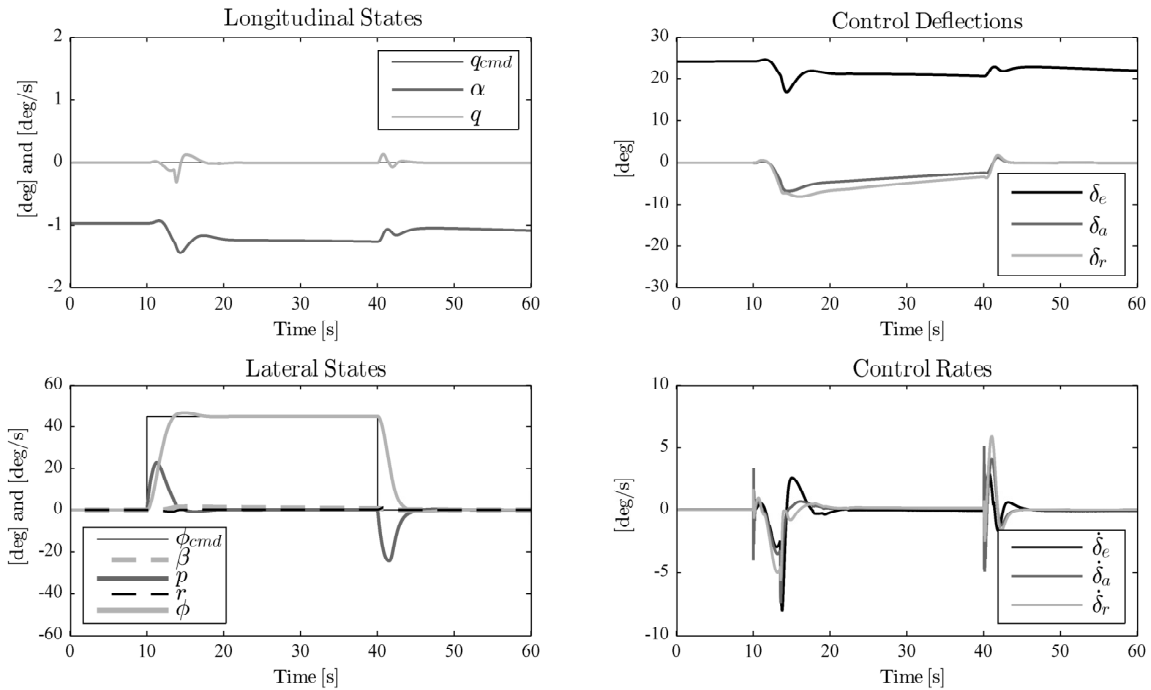 Longitudinal States
[deg] and [deg/s]
2
1
0
-1
-2
q_cmd
α
q
0 10 20 30 40 50 60
Time [s]
Control Deflections
[deg]
30
20
10
0
-10
-20
-30
δ_e
δ_a
δ_r
0 10 20 30 40 50 60
Time [s]
Lateral States
[deg] and [deg/s]
60
40
20
0
-20
-40
-60
ϕ_cmd
β
p
r
ϕ
0 10 20 30 40 50 60
Time [s]
Control Rates
[deg/s]
10
5
0
-5
-10
δ̇_e
δ̇_a
δ̇_r
0 10 20 30 40 50 60
Time [s]